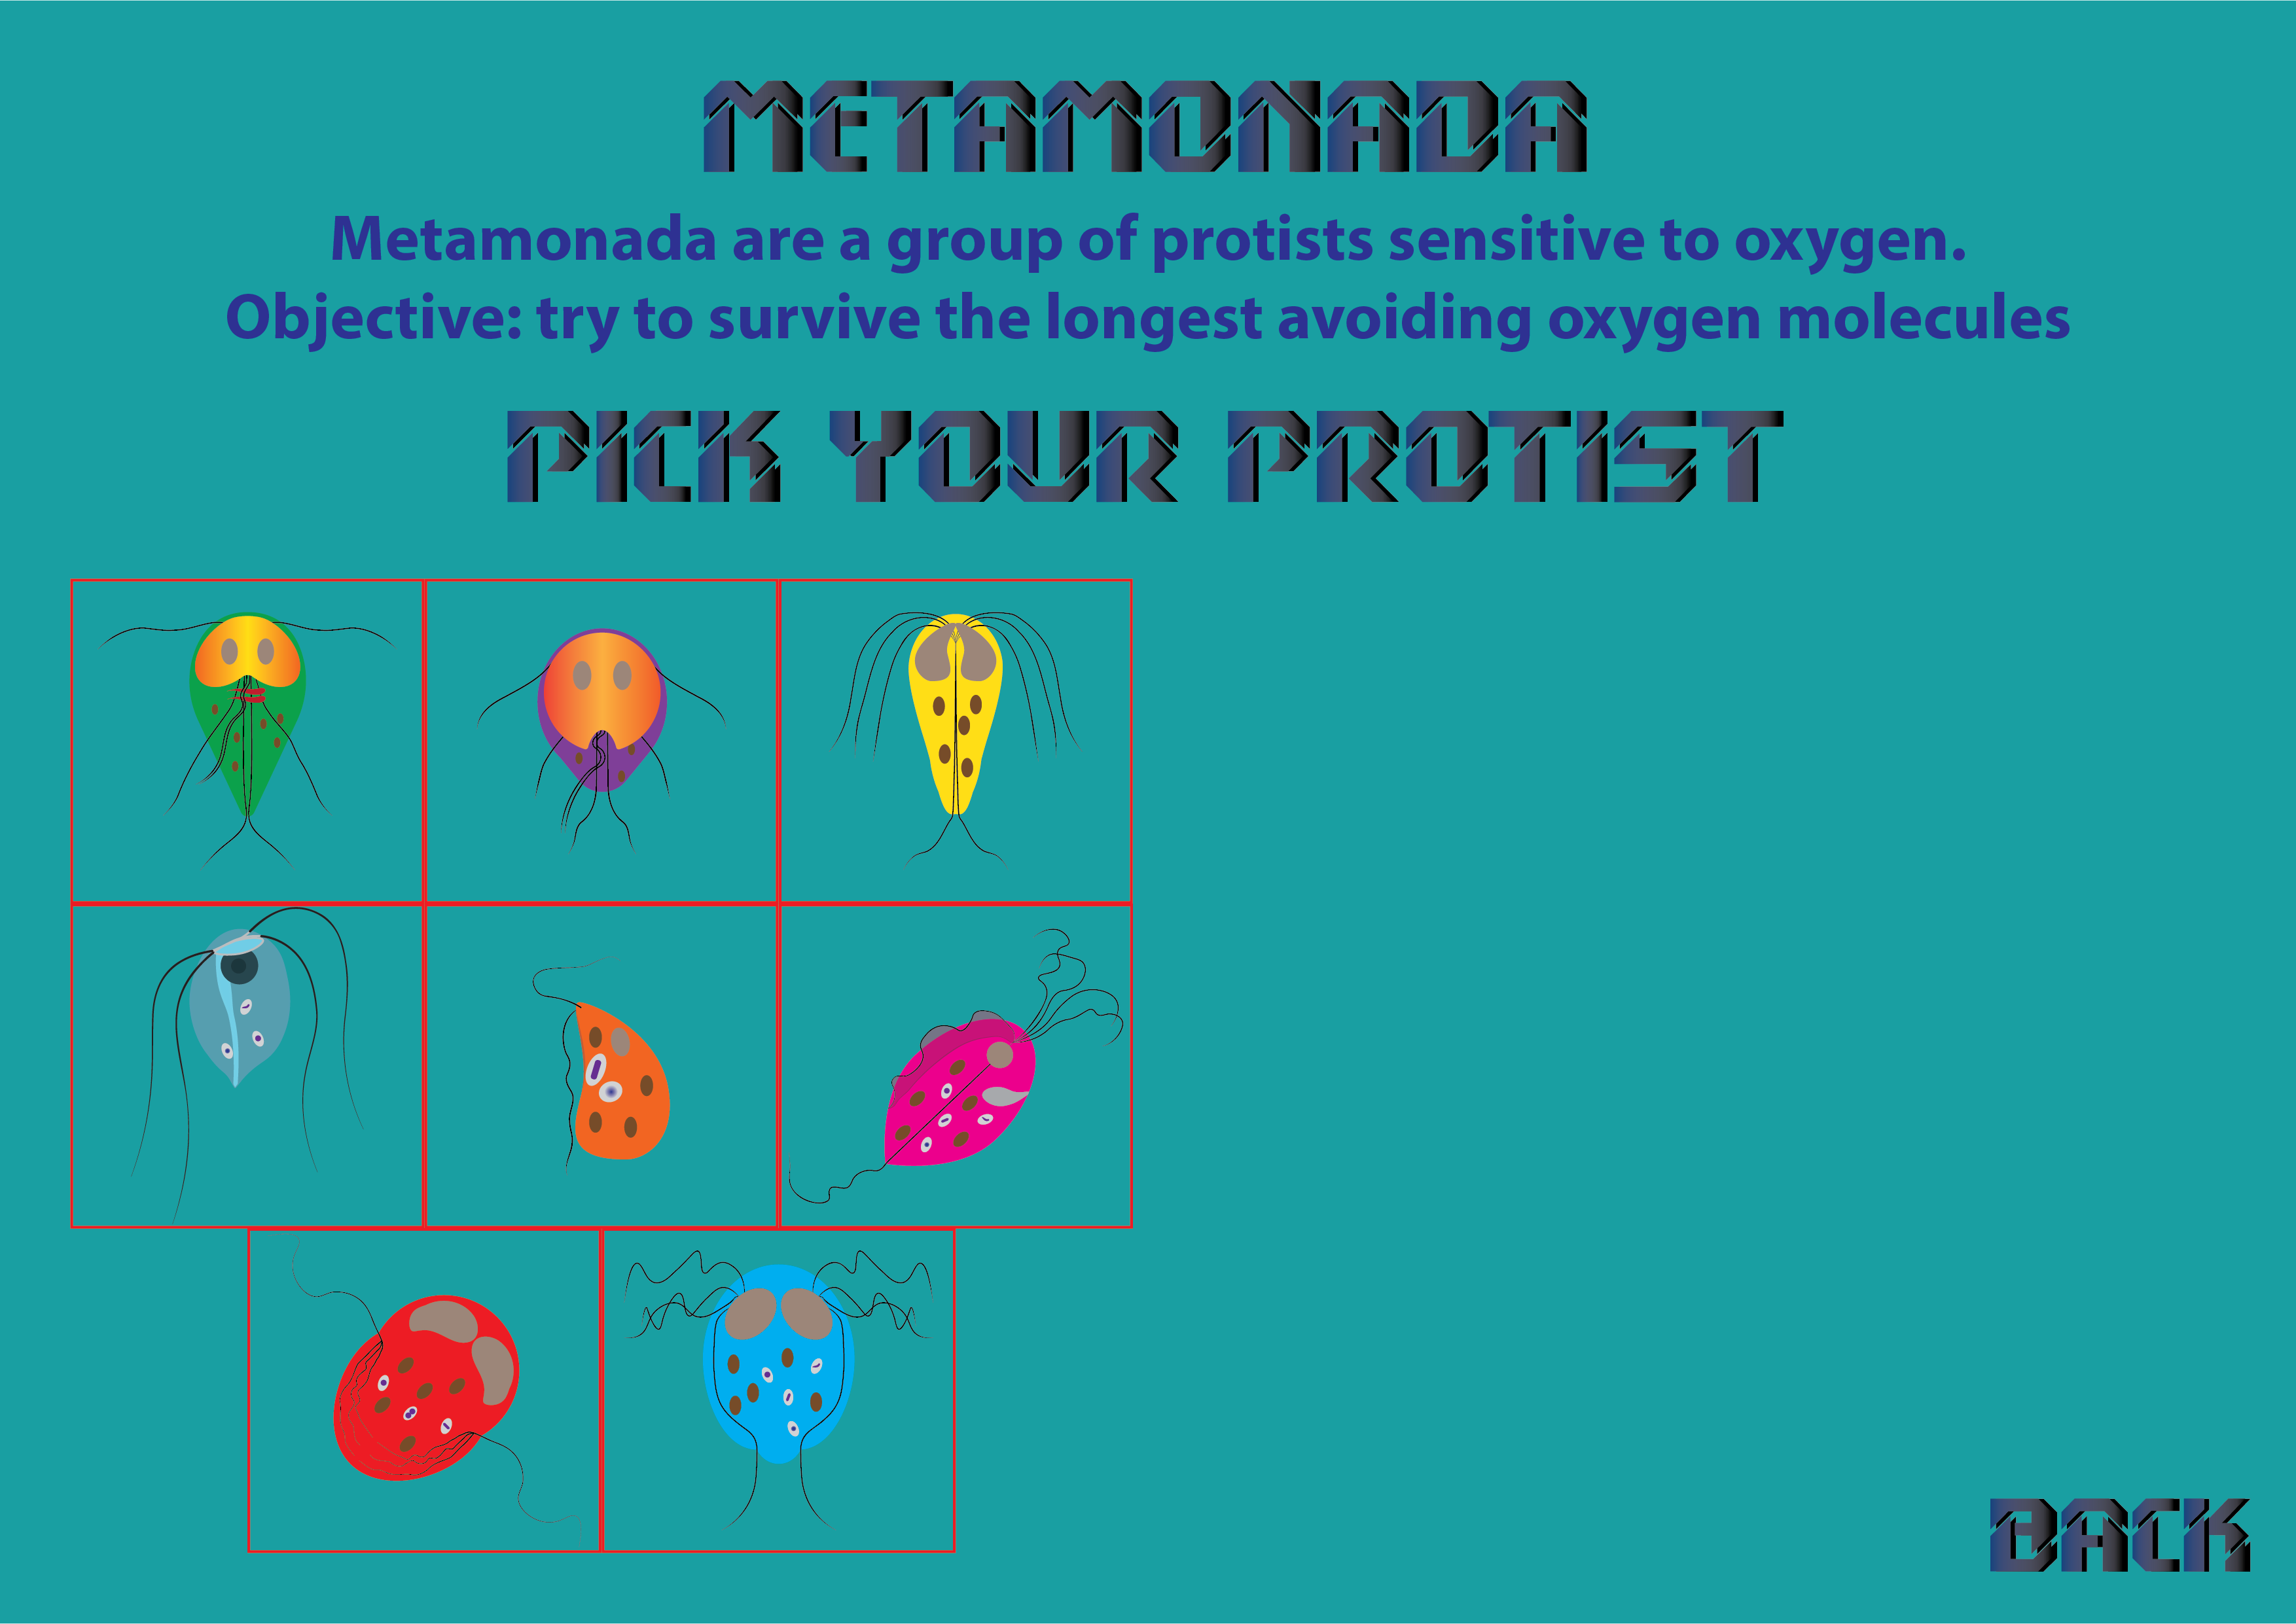 METAMONADA
Metamonada are a group of protists sensitive to oxygen.
Objective: try to survive the longest avoiding oxygen molecules
PICK YOUR PROTIST
BACK